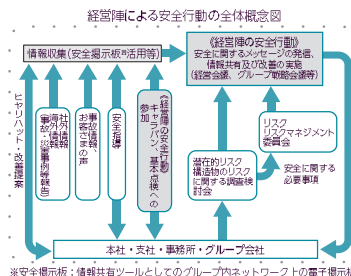 経営陣による安全行動の全体概念図
情報収集(安全掲示板※活用等)
《経営陣の安全行動》
安全に関するメッセージの発信、
情報共有及び改善の実施
(経営会議、グループ戦略会議等)
ヒヤリハット・改善提案
社外情報
海外情報
(事故・災害事例等報告)
事故情報、
お客さまの声
安全指導
《経営陣の安全行動》
キャラバン、基本点検への
参加
潜在的リスク
構造物のリスク
に関する調査検
討会
リスク
リスクマネジメント
委員会
安全に関する
必要事項
本社・支社・事務所・グループ会社
※安全掲示板:情報共有ツールとしてのグループ内ネットワークトの電子掲示板